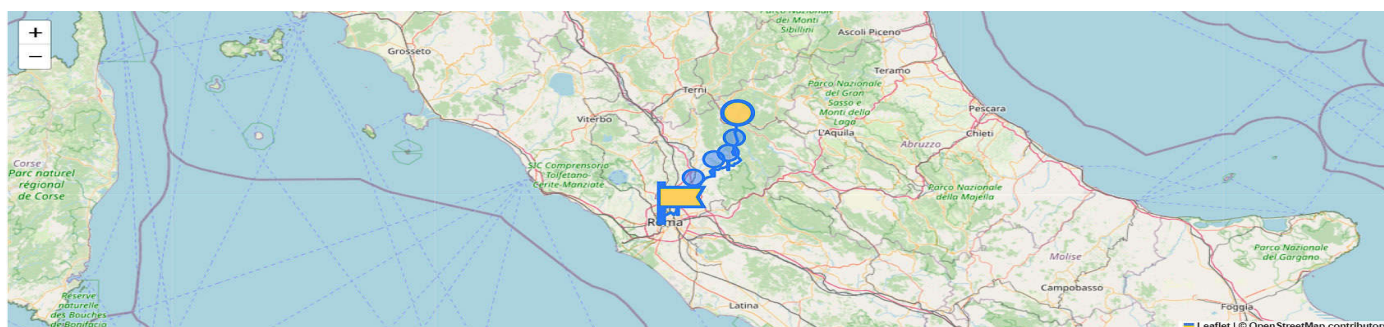 +
−
Grosseto
Parco Nazionale
dei Monti
Sibillini
Ascoli Piceno
Teramo
Terni
Parco Nazionale
del Gran
Sasso e
Monti della
Laga
Pescara
Viterbo
L'Aquila
Chieti
Abruzzo
Corse
Parc naturel
régional
de Corse
SIC Comprensorio
Tolfetano-
Cerite-Manziate
Parco Nazionale
della Majella
Roma
Parco Nazionale
del Gargano
Molise
Campobasso
Réserve
naturelle
des Bouches
de Bonifacio
Latina
Foggia
Leaflet | © OpenStreetMap contributor